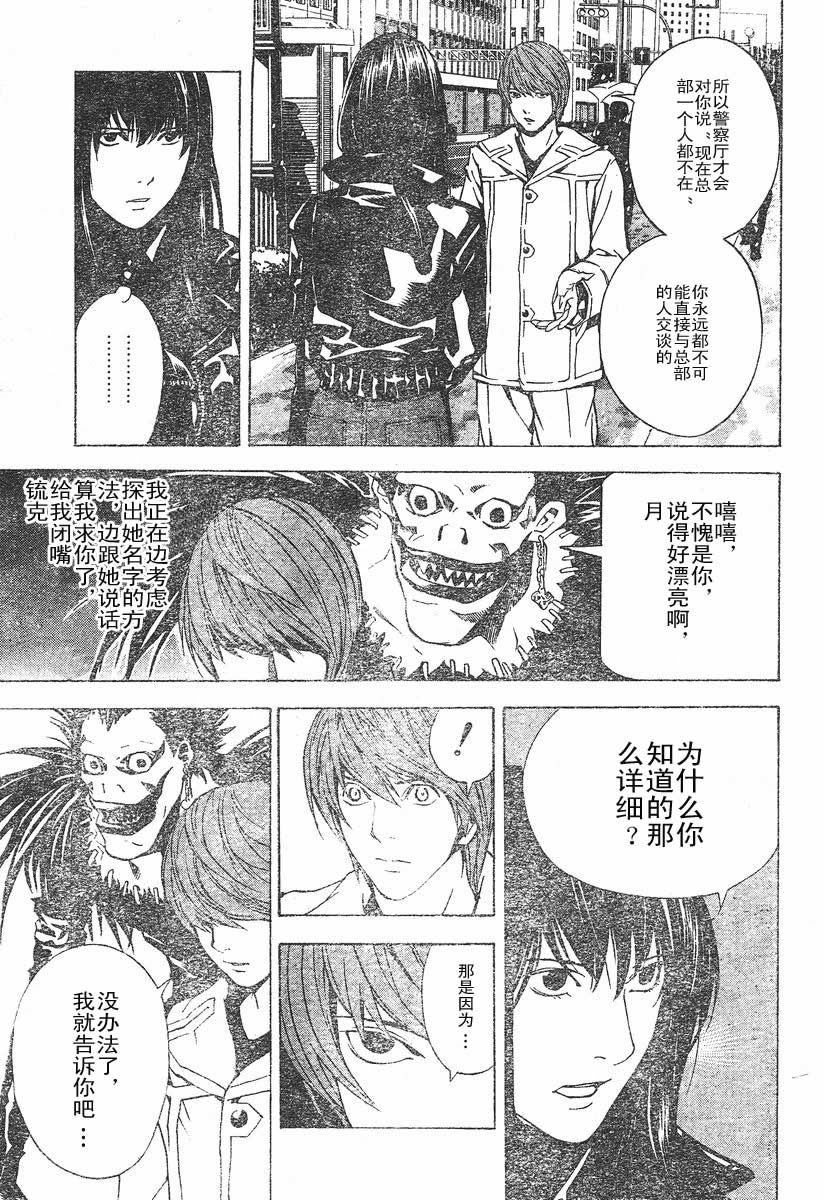 所以警察厅才会
对你说“现在总
部一个人都不在”
你永远都不可
能直接与总部
的人交谈的
………………
嘻嘻，
不愧是你，
说得好漂亮啊，
月
我正在边考虑
探出她名字的方
法，边跟她说话
算我求你了，
给我闭嘴
锍克
为什么你
知道的那
么详细？
！
那是因为…
没办法了，
我就告诉你吧…